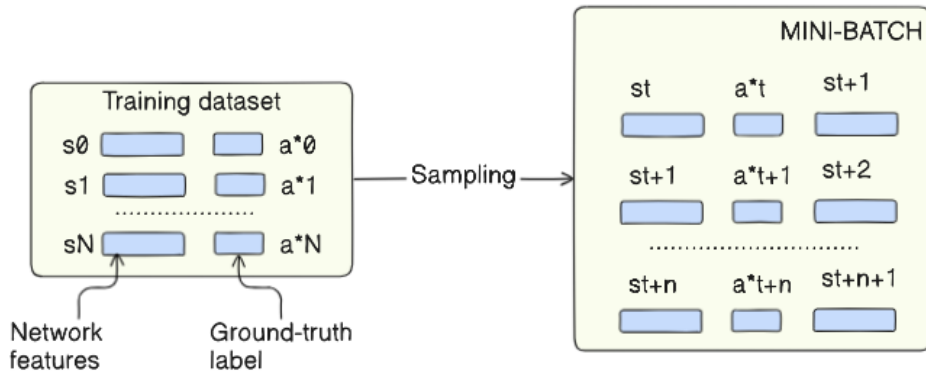 MINI-BATCH
Training dataset
s0 a*0
s1 a*1
sN a*N
Network
features
Ground-truth
label
Sampling
st a*t st+1
st+1 a*t+1 st+2
st+n a*t+n st+n+1